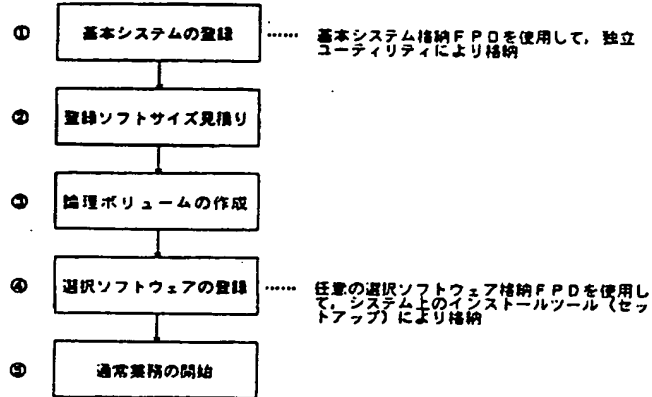 ① 基本システムの登録 …… 基本システム格納FPDを使用して,独立
ユーティリティにより格納
② 登録ソフトサイズ見積り
③ 論理ボリュームの作成
④ 選択ソフトウェアの登録 …… 任意の選択ソフトウェア格納FPDを使用し
て,システム上のインストールツール(セッ
トアップ)により格納
⑤ 通常業務の開始